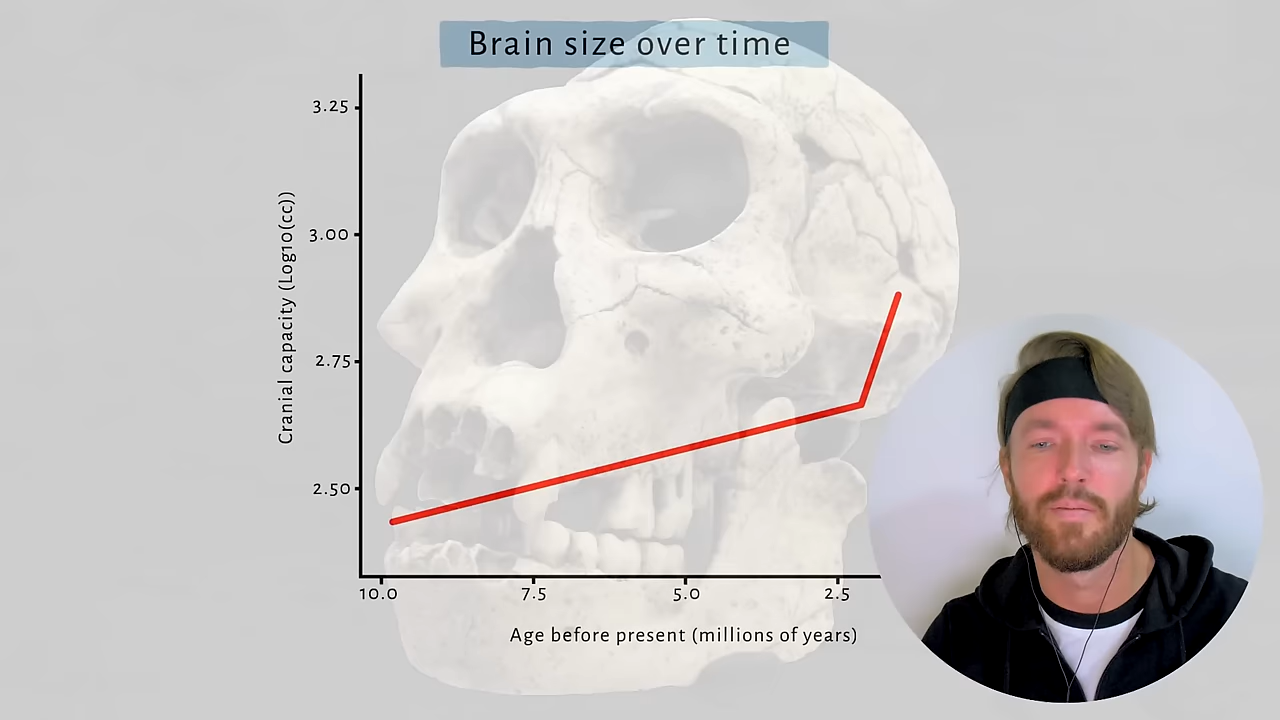 Brain size over time
3.25
3.00
2.75
2.50
Cranial capacity (Log10(cc))
10.0 7.5 5.0 2.5
Age before present (millions of years)